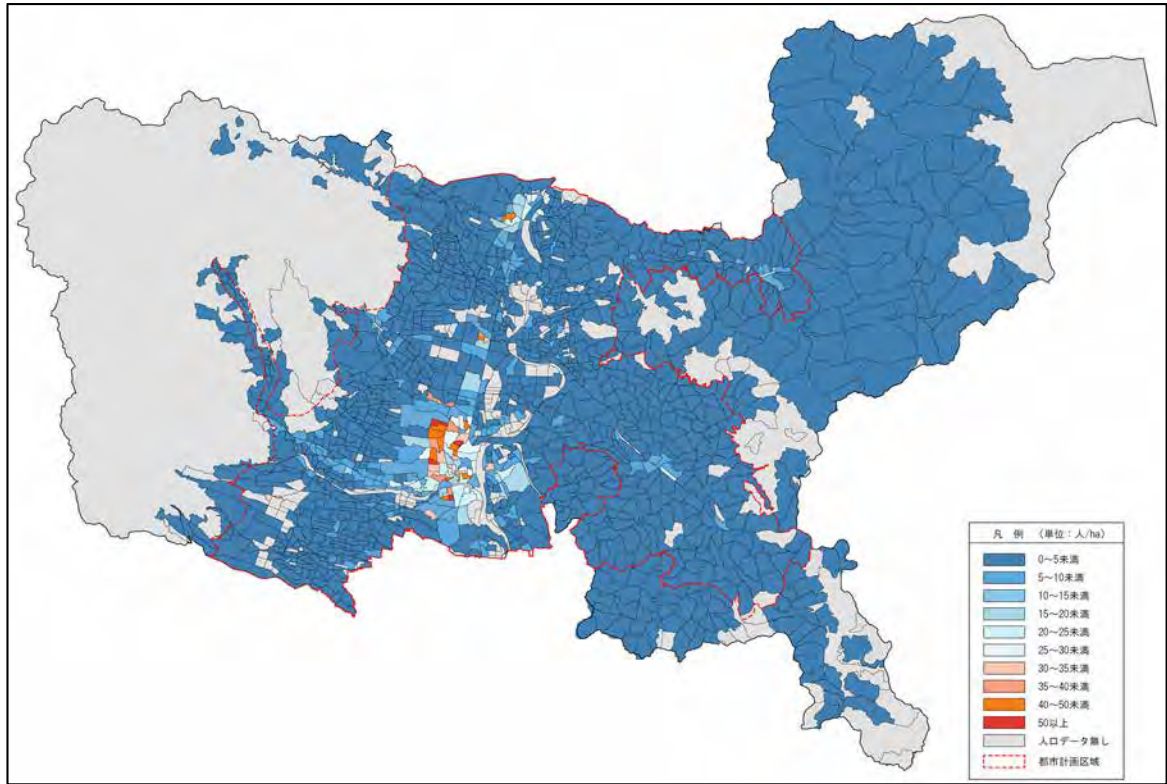 凡 例 (単位:人/ha)
0~5未満
5~10未満
10~15未満
15~20未満
20~25未満
25~30未満
30~35未満
35~40未満
40~50未満
50以上
人口データ無し
都市計画区域